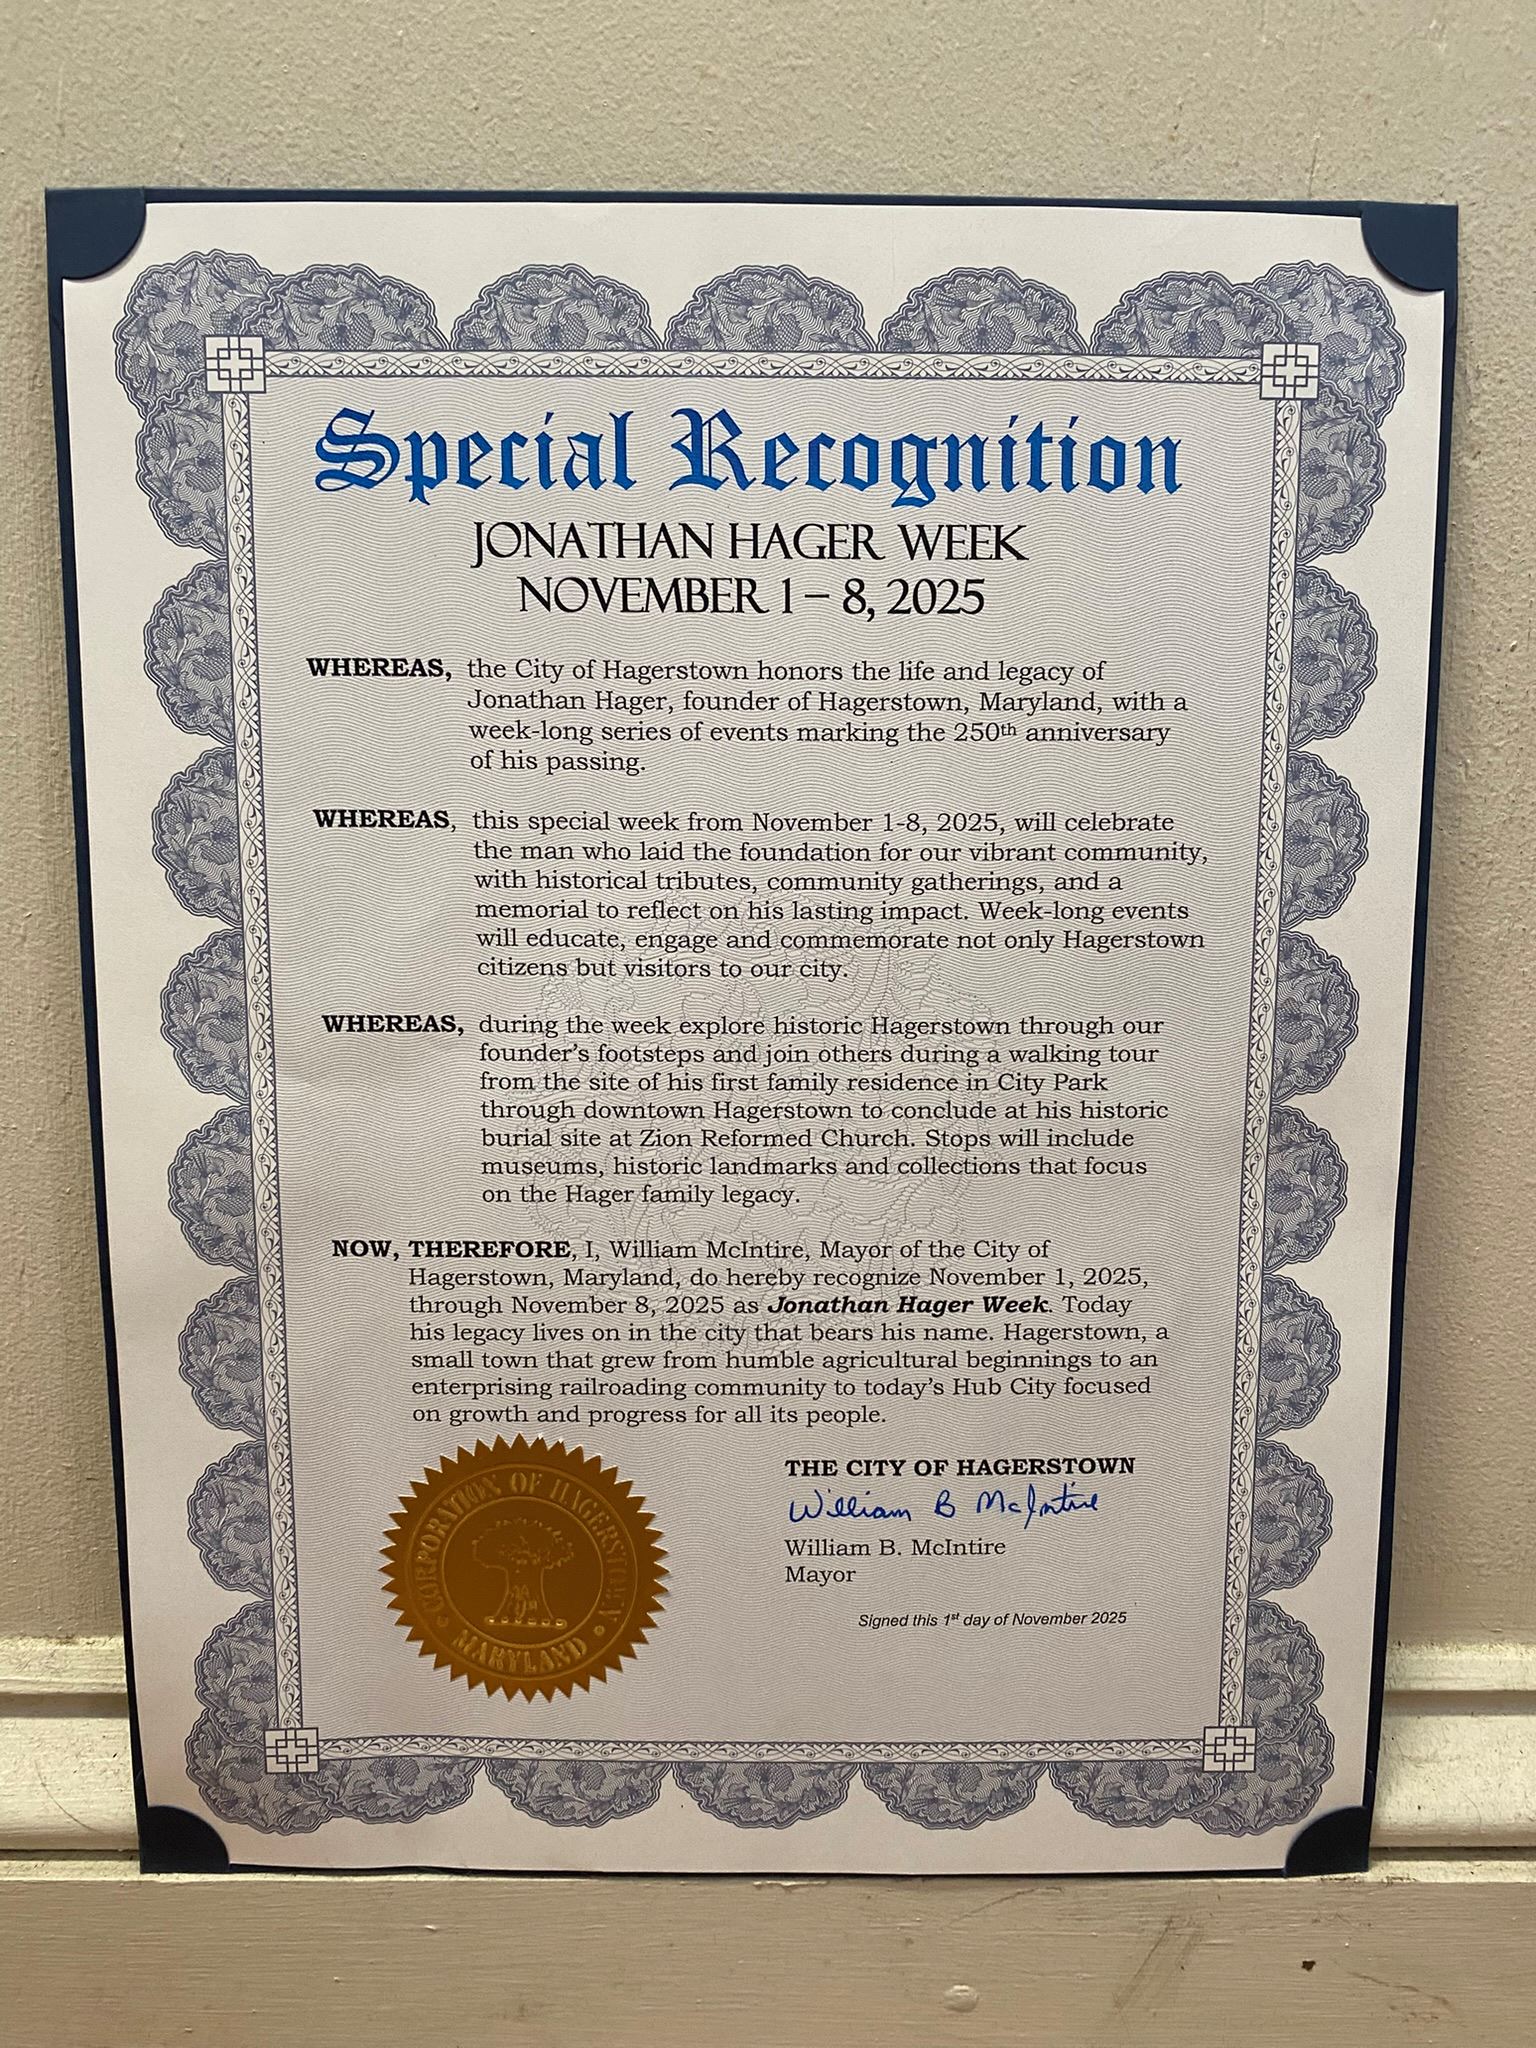 Special Recognition
JONATHAN HAGER WEEK
NOVEMBER 1 – 8, 2025
WHEREAS, the City of Hagerstown honors the life and legacy of
Jonathan Hager, founder of Hagerstown, Maryland, with a
week-long series of events marking the 250th anniversary
of his passing.
WHEREAS, this special week from November 1-8, 2025, will celebrate
the man who laid the foundation for our vibrant community,
with historical tributes, community gatherings, and a
memorial to reflect on his lasting impact. Week-long events
will educate, engage and commemorate not only Hagerstown
citizens but visitors to our city.
WHEREAS, during the week explore historic Hagerstown through our
founder's footsteps and join others during a walking tour
from the site of his first family residence in City Park
through downtown Hagerstown to conclude at his historic
burial site at Zion Reformed Church. Stops will include
museums, historic landmarks and collections that focus
on the Hager family legacy.
NOW, THEREFORE, I, William McIntire, Mayor of the City of
Hagerstown, Maryland, do hereby recognize November 1, 2025,
through November 8, 2025 as Jonathan Hager Week. Today
his legacy lives on in the city that bears his name. Hagerstown, a
small town that grew from humble agricultural beginnings to an
enterprising railroading community to today's Hub City focused
on growth and progress for all its people.
THE CITY OF HAGERSTOWN
William B McIntire
William B. McIntire
Mayor
Signed this 1st day of November 2025
CORPORATION OF HAGERSTOWN
MARYLAND